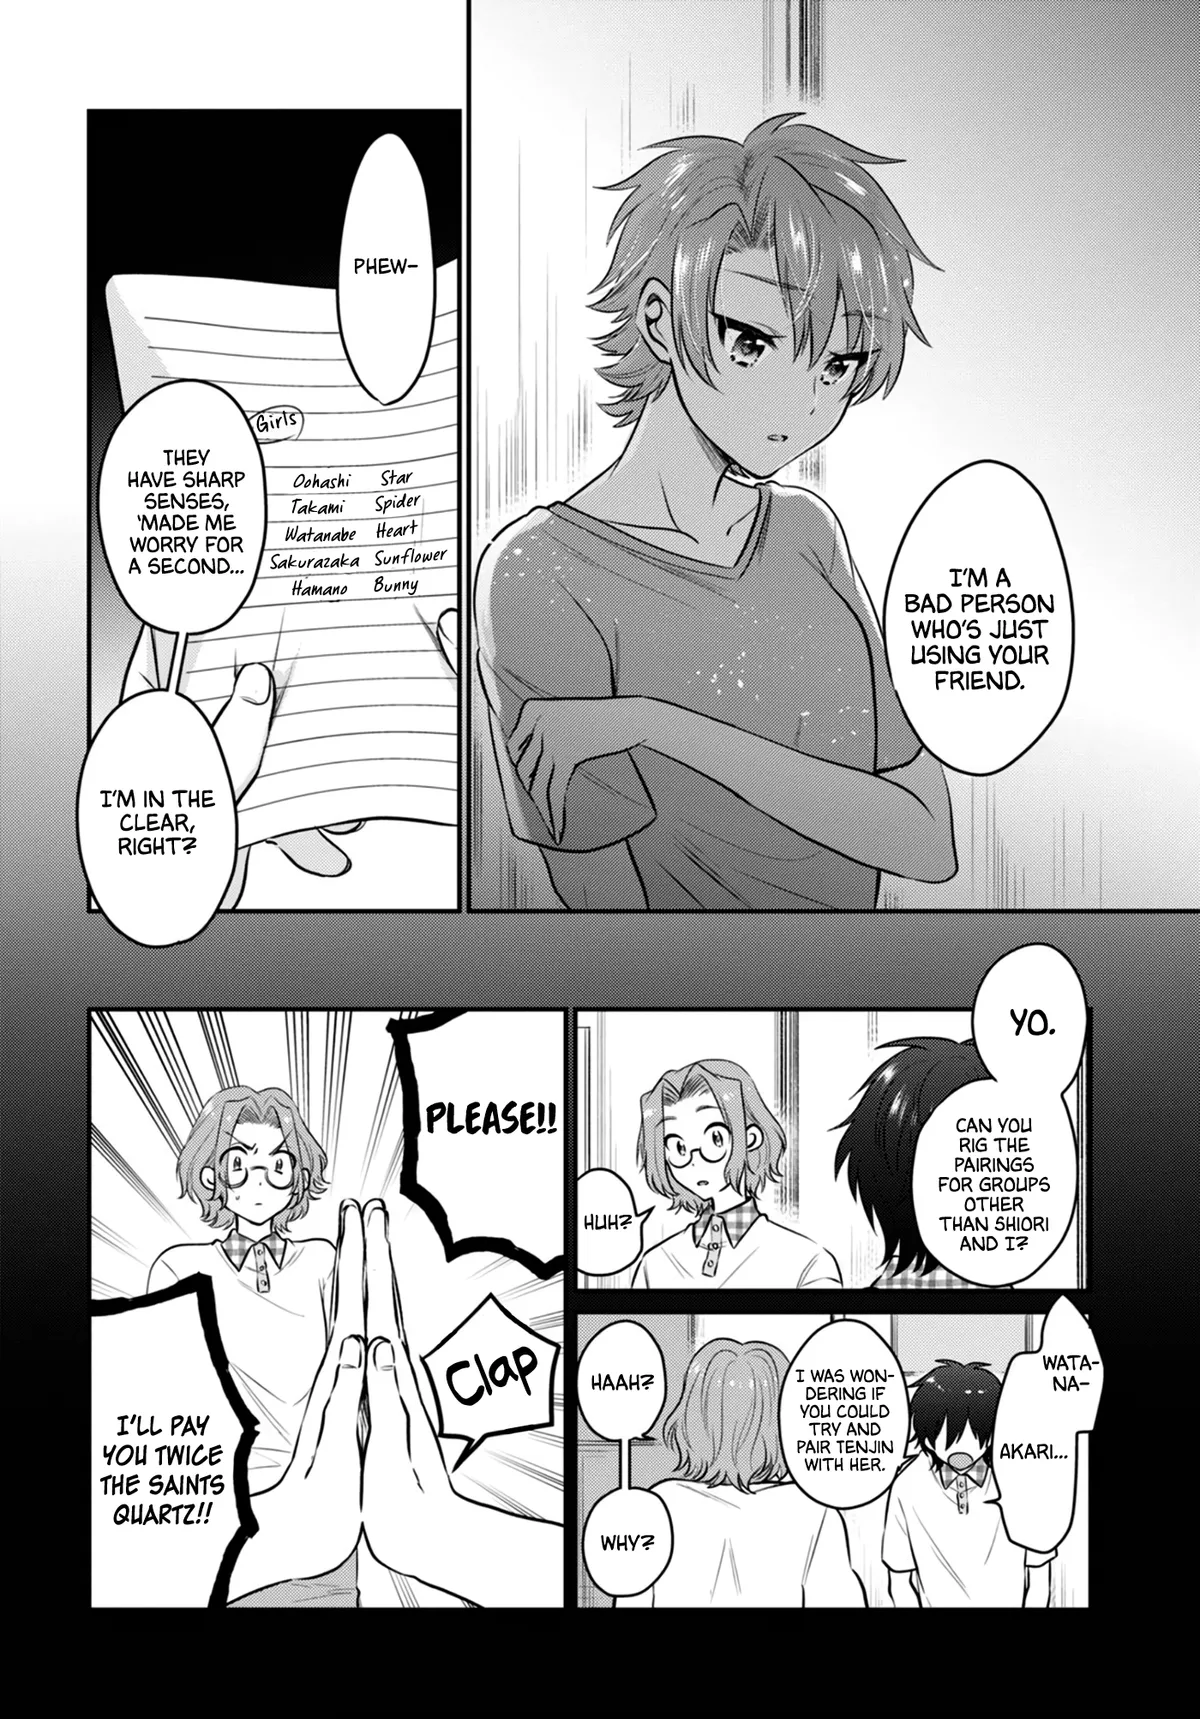 I'M A
BAD PERSON
WHO'S JUST
USING YOUR
FRIEND.
PHEW-
THEY
HAVE SHARP
SENSES,
'MADE ME
WORRY FOR
A SECOND...
Girls
Oohashi Star
Takami Spider
Watanabe Heart
Sakurazaka Sunflower
Hamano Bunny
I'M IN THE
CLEAR,
RIGHT?
YO.
CAN YOU
RIG THE
PAIRINGS
FOR GROUPS
OTHER
THAN SHIORI
AND I?
HUH?
WATA-
NA-
AKARI...
I WAS WON-
DERING IF
YOU COULD
TRY AND
PAIR TENJIN
WITH HER.
HAAH?
WHY?
PLEASE!!
Clap
I'LL PAY
YOU TWICE
THE SAINTS
QUARTZ!!